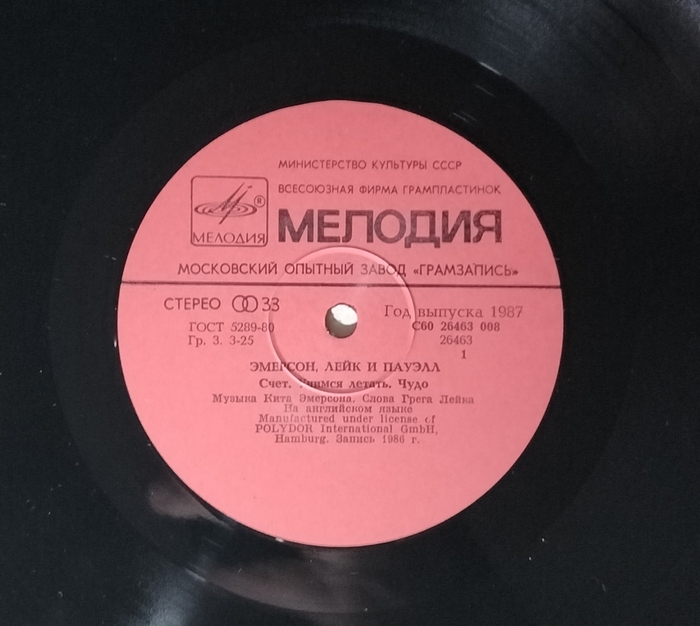 МИНИСТЕРСТВО КУЛЬТУРЫ СССР
ВСЕСОЮЗНАЯ ФИРМА ГРАМПЛАСТИНОК
® МЕЛОДИЯ
МЕЛОДИЯ
МОСКОВСКИЙ ОПЫТНЫЙ ЗАВОД «ГРАМЗАПИСЬ»
СТЕРЕО 33
Год выпуска 1987
ГОСТ 5289-80
С60 26463 008
Гр. 3. 3-25
26463
1
ЭМЕРСОН, ЛЕЙК И ПАУЭЛЛ
Счет. Учимся летать. Чудо
Музыка Кита Эмерсона. Слова Грега Лейка
На английском языке
Manufactured under license of
POLYDOR International GmbH,
Hamburg. Запись 1986 г.